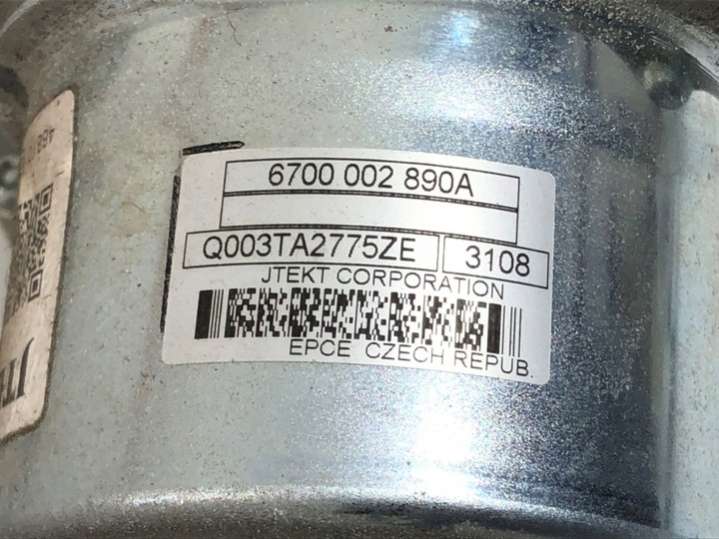 6700 002 890A
Q003TA2775ZE 3108
JTEKT CORPORATION
EPCE CZECH REPUB.